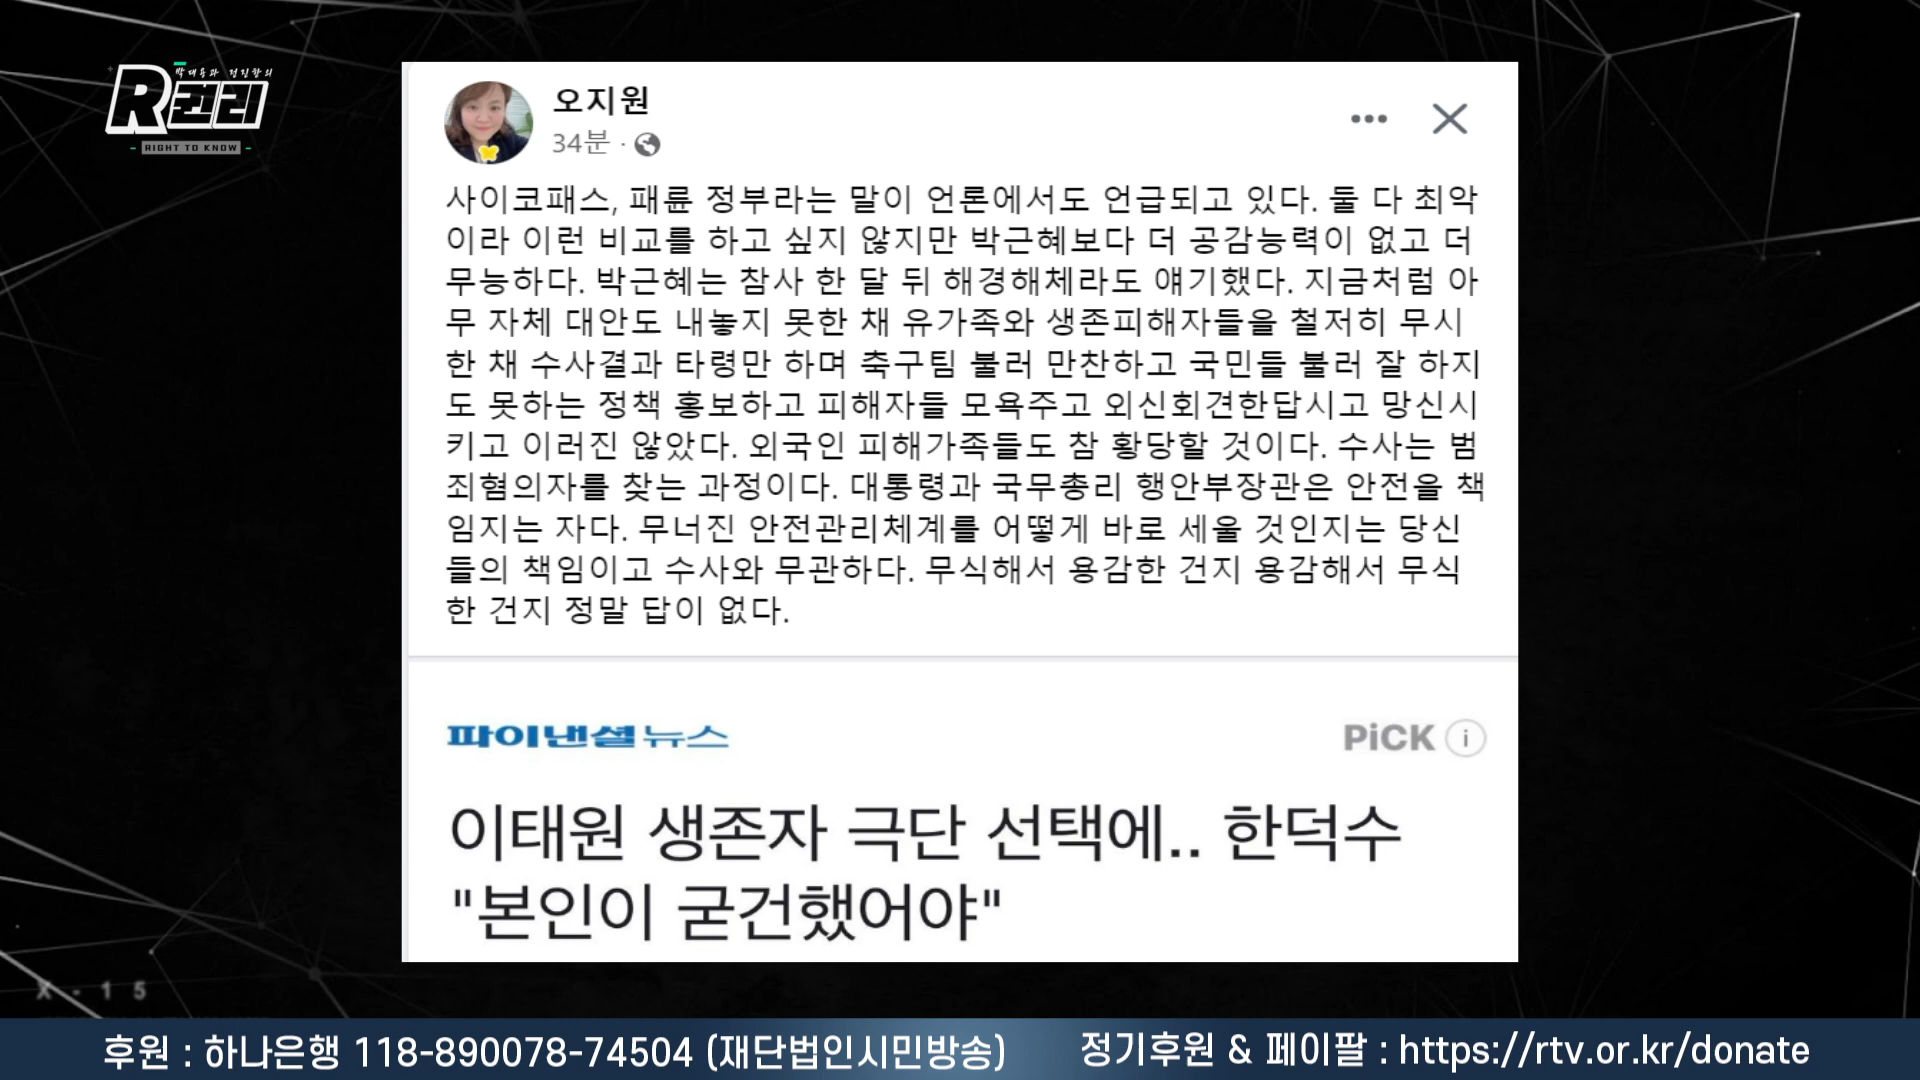 박대용과 정진항의
R권리
RIGHT TO KNOW
오지원
34분 ·
사이코패스, 패륜 정부라는 말이 언론에서도 언급되고 있다. 둘 다 최악
이라 이런 비교를 하고 싶지 않지만 박근혜보다 더 공감능력이 없고 더
무능하다. 박근혜는 참사 한 달 뒤 해경해체라도 얘기했다. 지금처럼 아
무 자체 대안도 내놓지 못한 채 유가족와 생존피해자들을 철저히 무시
한 채 수사결과 타령만 하며 축구팀 불러 만찬하고 국민들 불러 잘 하지
도 못하는 정책 홍보하고 피해자들 모욕주고 외신회견한답시고 망신시
키고 이러진 않았다. 외국인 피해가족들도 참 황당할 것이다. 수사는 범
죄혐의자를 찾는 과정이다. 대통령과 국무총리 행안부장관은 안전을 책
임지는 자다. 무너진 안전관리체계를 어떻게 바로 세울 것인지는 당신
들의 책임이고 수사와 무관하다. 무식해서 용감한 건지 용감해서 무식
한 건지 정말 답이 없다.
파이낸셜뉴스
PiCK i
이태원 생존자 극단 선택에.. 한덕수
"본인이 굳건했어야"
X - 1 5
후원 : 하나은행 118-890078-74504 (재단법인시민방송)
정기후원 & 페이팔 : https://rtv.or.kr/donate